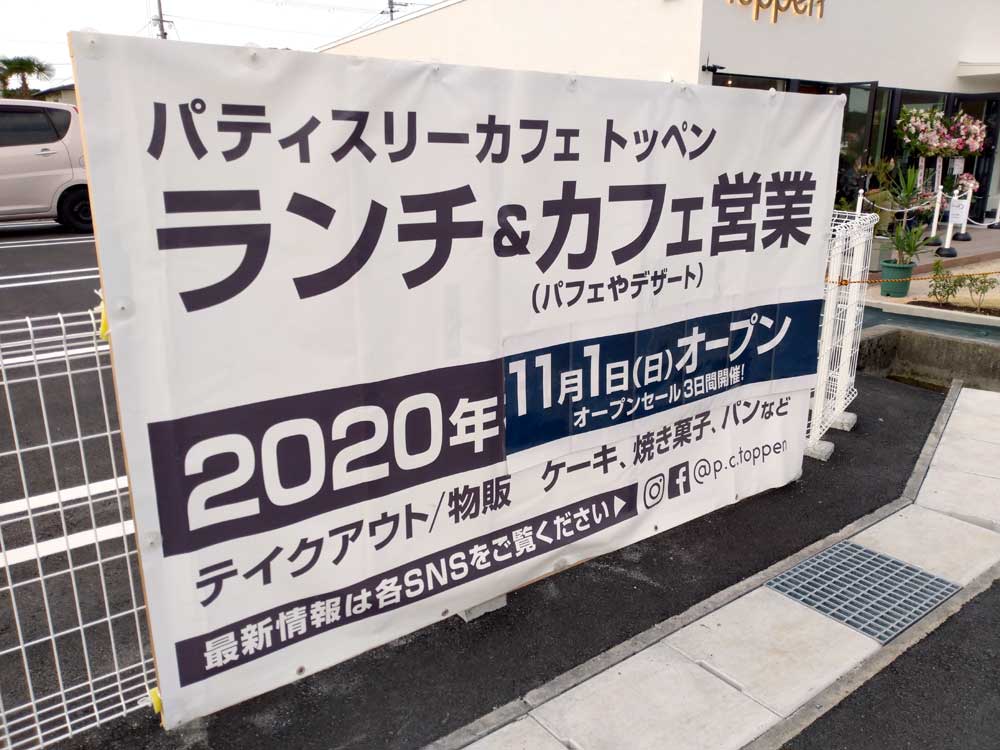 toppen
パティスリーカフェ トッペン
ランチ&カフェ営業
(パフェやデザート)
2020年 11月1日(日)オープン
オープンセール3日間開催!
テイクアウト/物販 ケーキ、焼き菓子、パンなど
最新情報は各SNSをご覧ください▶ @p.c.toppen